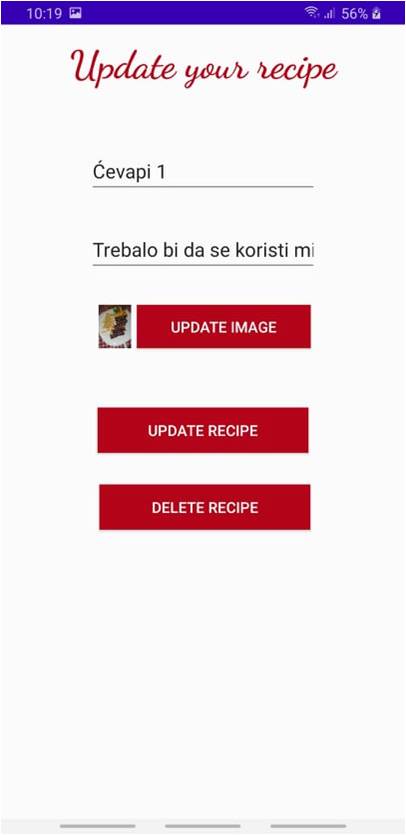 10:19 56%
Update your recipe
Ćevapi 1
Trebalo bi da se koristi mi
UPDATE IMAGE
UPDATE RECIPE
DELETE RECIPE